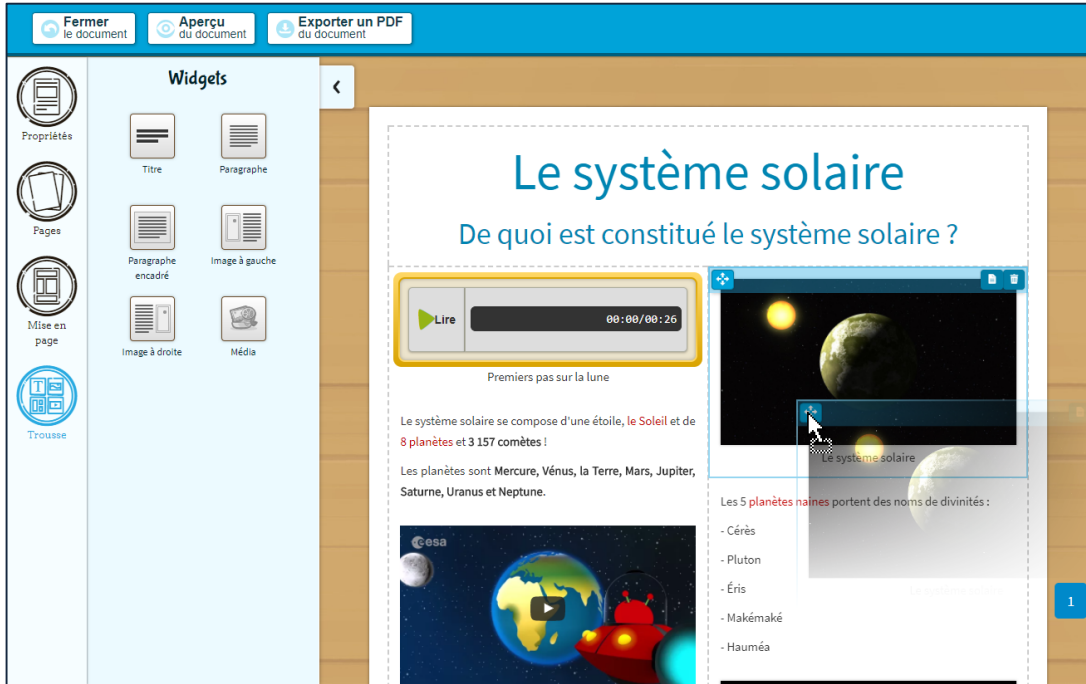 Fermer
le document
Aperçu
du document
Exporter un PDF
du document
Propriétés
Pages
Mise en
page
Trousse
Widgets
Titre
Paragraphe
Paragraphe
encadré
Image à gauche
Image à droite
Média
Le système solaire
De quoi est constitué le système solaire ?
Lire
00:00/00:26
Premiers pas sur la lune
Le système solaire se compose d'une étoile, le Soleil et de
8 planètes et 3 157 comètes !
Les planètes sont Mercure, Vénus, la Terre, Mars, Jupiter,
Saturne, Uranus et Neptune.
esa
Le système solaire
Les 5 planètes naines portent des noms de divinités :
- Cérès
- Pluton
- Éris
- Makémaké
- Hauméa
Le système solaire
1